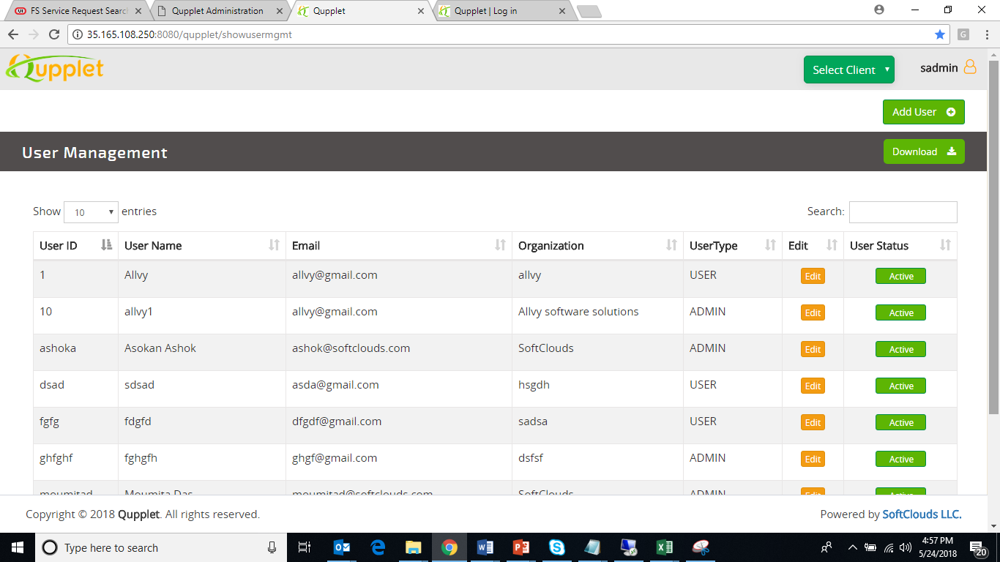 FS Service Request Searc
Qupplet Administration
Qupplet
Qupplet | Log in
35.165.108.250:8080/qupplet/showusermgmt
G
Qupplet
Select Client
sadmin
Add User
User Management
Download
Show 10 entries
Search:
User ID User Name Email Organization UserType Edit User Status
1 Allvy allvy@gmail.com allvy USER Edit Active
10 allvy1 allvy@gmail.com Allvy software solutions ADMIN Edit Active
ashoka Asokan Ashok ashok@softclouds.com SoftClouds ADMIN Edit Active
dsad sdsad asda@gmail.com hsgdh USER Edit Active
fgfg fdgfd dfgdf@gmail.com sadsa USER Edit Active
ghfghf fghgfh ghgf@gmail.com dsfsf ADMIN Edit Active
moumitad Moumita Das moumitad@softclouds.com SoftClouds ADMIN Edit Active
Copyright © 2018 Qupplet. All rights reserved.
Powered by SoftClouds LLC.
Type here to search
4:57 PM
5/24/2018
20